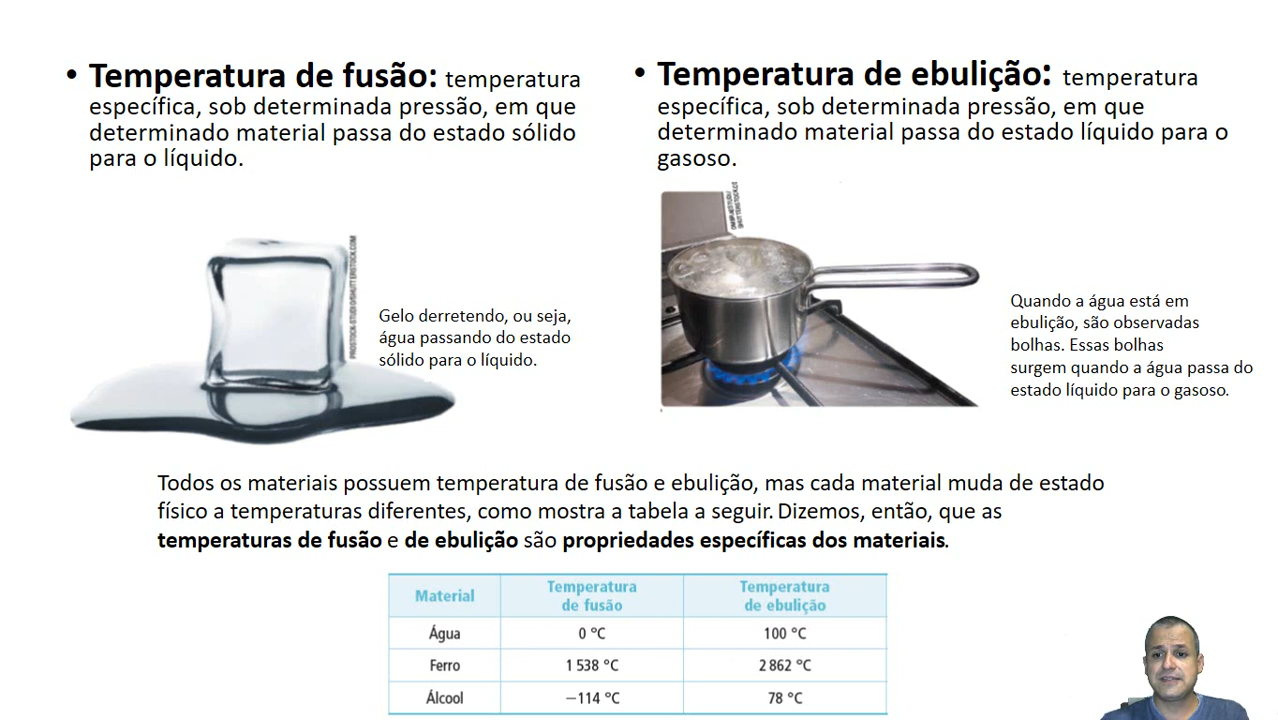 • Temperatura de fusão: temperatura
específica, sob determinada pressão, em que
determinado material passa do estado sólido
para o líquido.
• Temperatura de ebulição: temperatura
específica, sob determinada pressão, em que
determinado material passa do estado líquido para o
gasoso.
PROSTOCK-STUDIO/SHUTTERSTOCK.COM
Gelo derretendo, ou seja,
água passando do estado
sólido para o líquido.
Quando a água está em
ebulição, são observadas
bolhas. Essas bolhas
surgem quando a água passa do
estado líquido para o gasoso.
Todos os materiais possuem temperatura de fusão e ebulição, mas cada material muda de estado
físico a temperaturas diferentes, como mostra a tabela a seguir. Dizemos, então, que as
temperaturas de fusão e de ebulição são propriedades específicas dos materiais.
Material Temperatura de fusão Temperatura de ebulição
Água 0 °C 100 °C
Ferro 1 538 °C 2 862 °C
Álcool −114 °C 78 °C